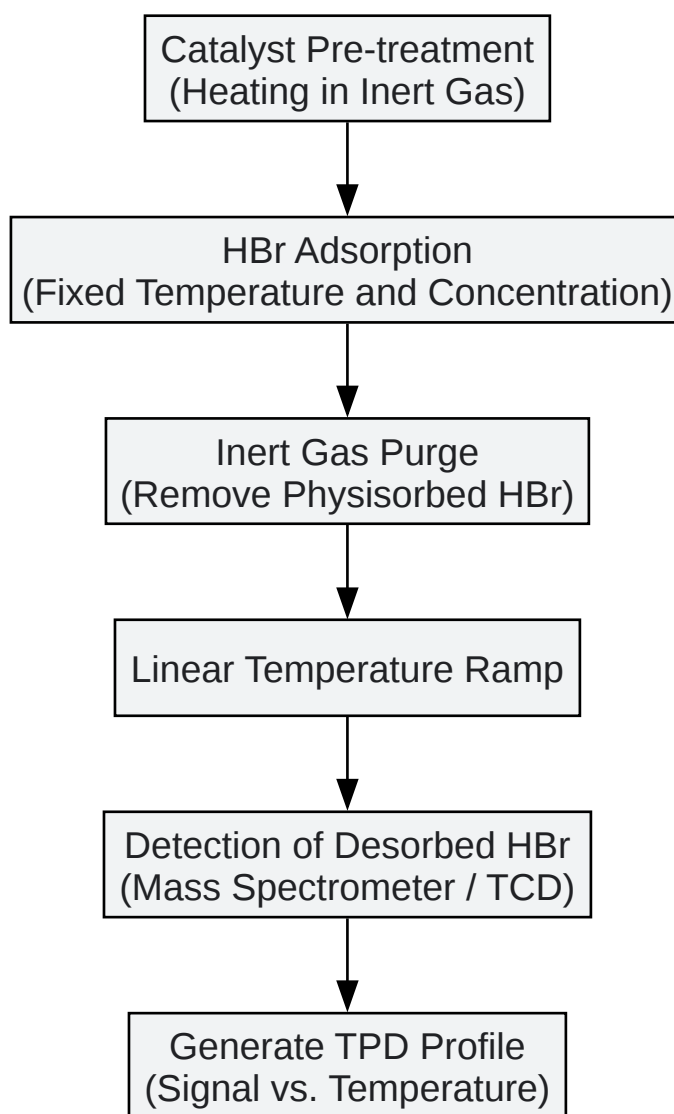 Catalyst Pre-treatment
(Heating in Inert Gas)
HBr Adsorption
(Fixed Temperature and Concentration)
Inert Gas Purge
(Remove Physisorbed HBr)
Linear Temperature Ramp
Detection of Desorbed HBr
(Mass Spectrometer / TCD)
Generate TPD Profile
(Signal vs. Temperature)